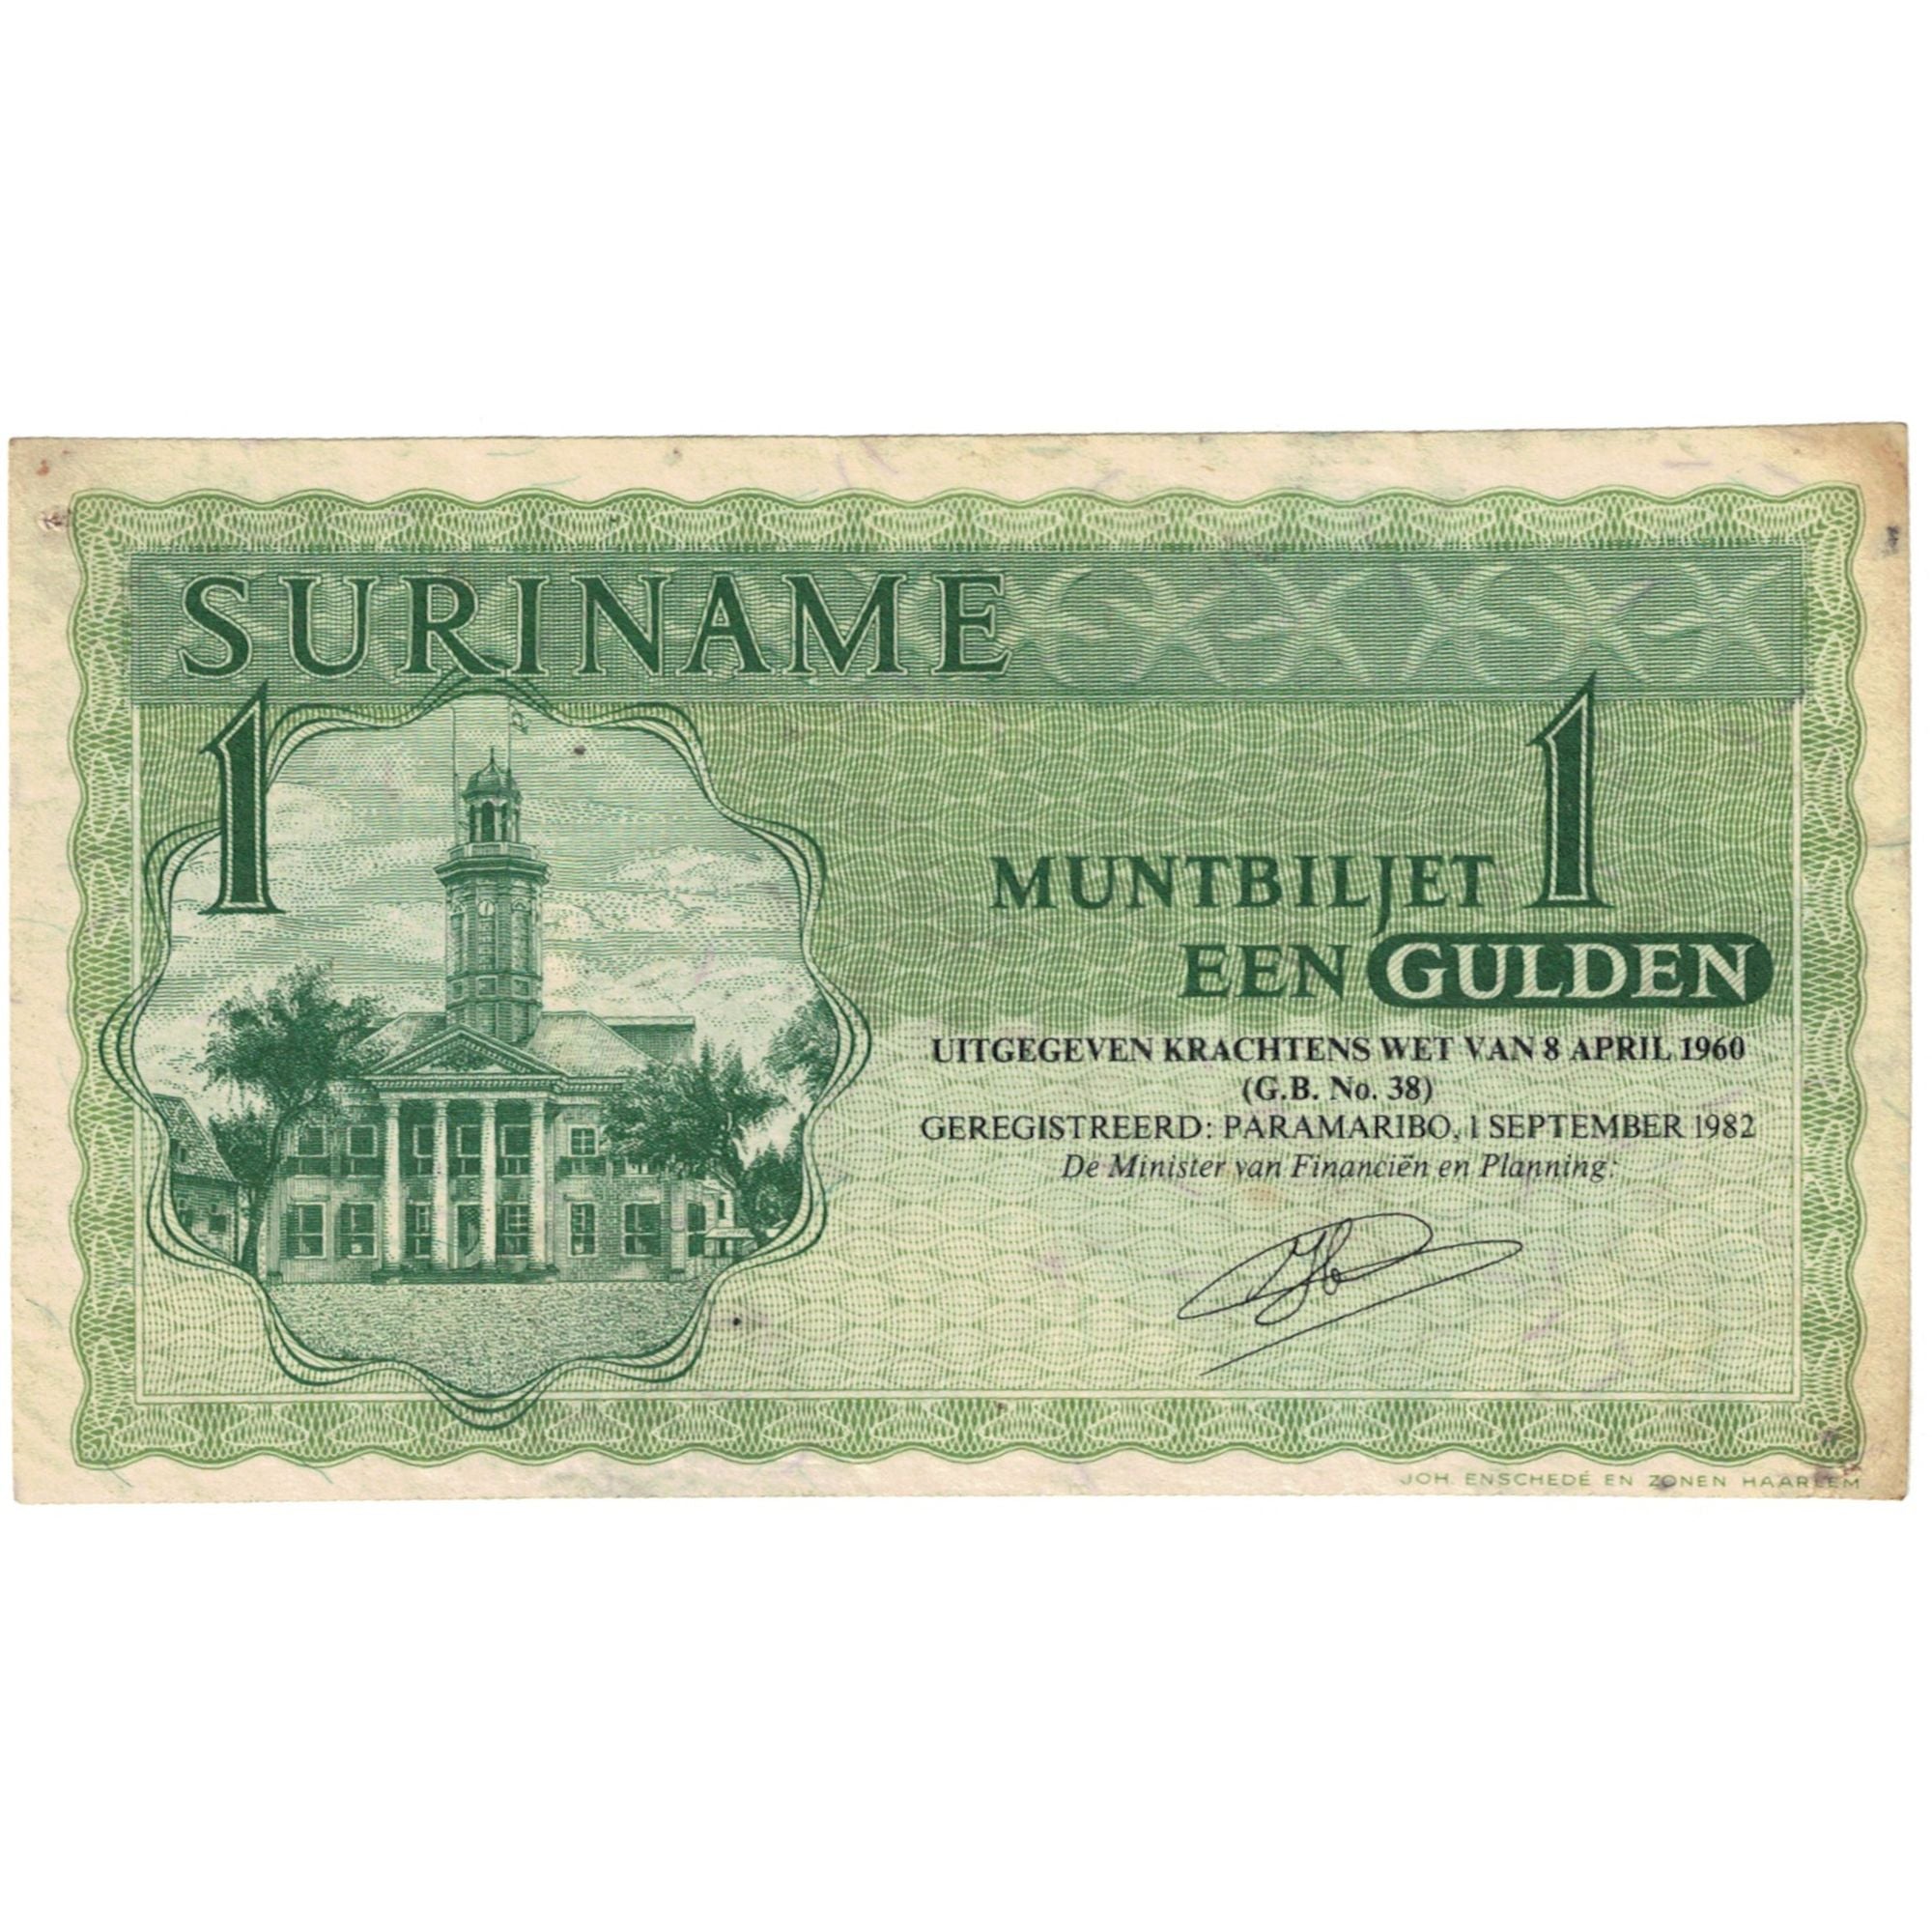 SURINAME
1
1
MUNTBILJET
EEN GULDEN
UITGEGEVEN KRACHTENS WET VAN 8 APRIL 1960
(G.B. No. 38)
GEREGISTREERD: PARAMARIBO, 1 SEPTEMBER 1982
De Minister van Financiën en Planning:
JOH. ENSCHEDÉ EN ZONEN HAARLEM